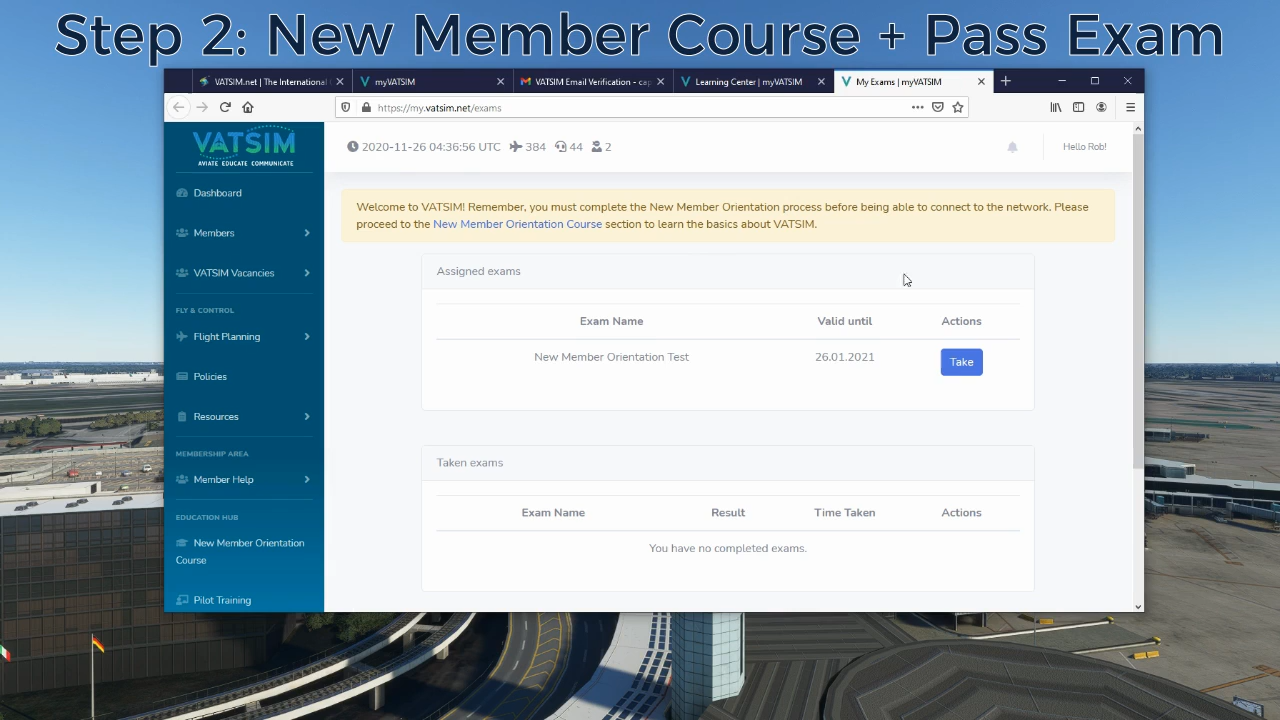 Step 2: New Member Course + Pass Exam
VATSIM.net | The International
myVATSIM
VATSIM Email Verification - cap
Learning Center | myVATSIM
My Exams | myVATSIM
https://my.vatsim.net/exams
VATSIM
AVIATE EDUCATE COMMUNICATE
2020-11-26 04:36:56 UTC 384 44 2
Hello Rob!
Dashboard
Members
VATSIM Vacancies
FLY & CONTROL
Flight Planning
Policies
Resources
MEMBERSHIP AREA
Member Help
EDUCATION HUB
New Member Orientation
Course
Pilot Training
Welcome to VATSIM! Remember, you must complete the New Member Orientation process before being able to connect to the network. Please
proceed to the New Member Orientation Course section to learn the basics about VATSIM.
Assigned exams
Exam Name Valid until Actions
New Member Orientation Test 26.01.2021 Take
Taken exams
Exam Name Result Time Taken Actions
You have no completed exams.